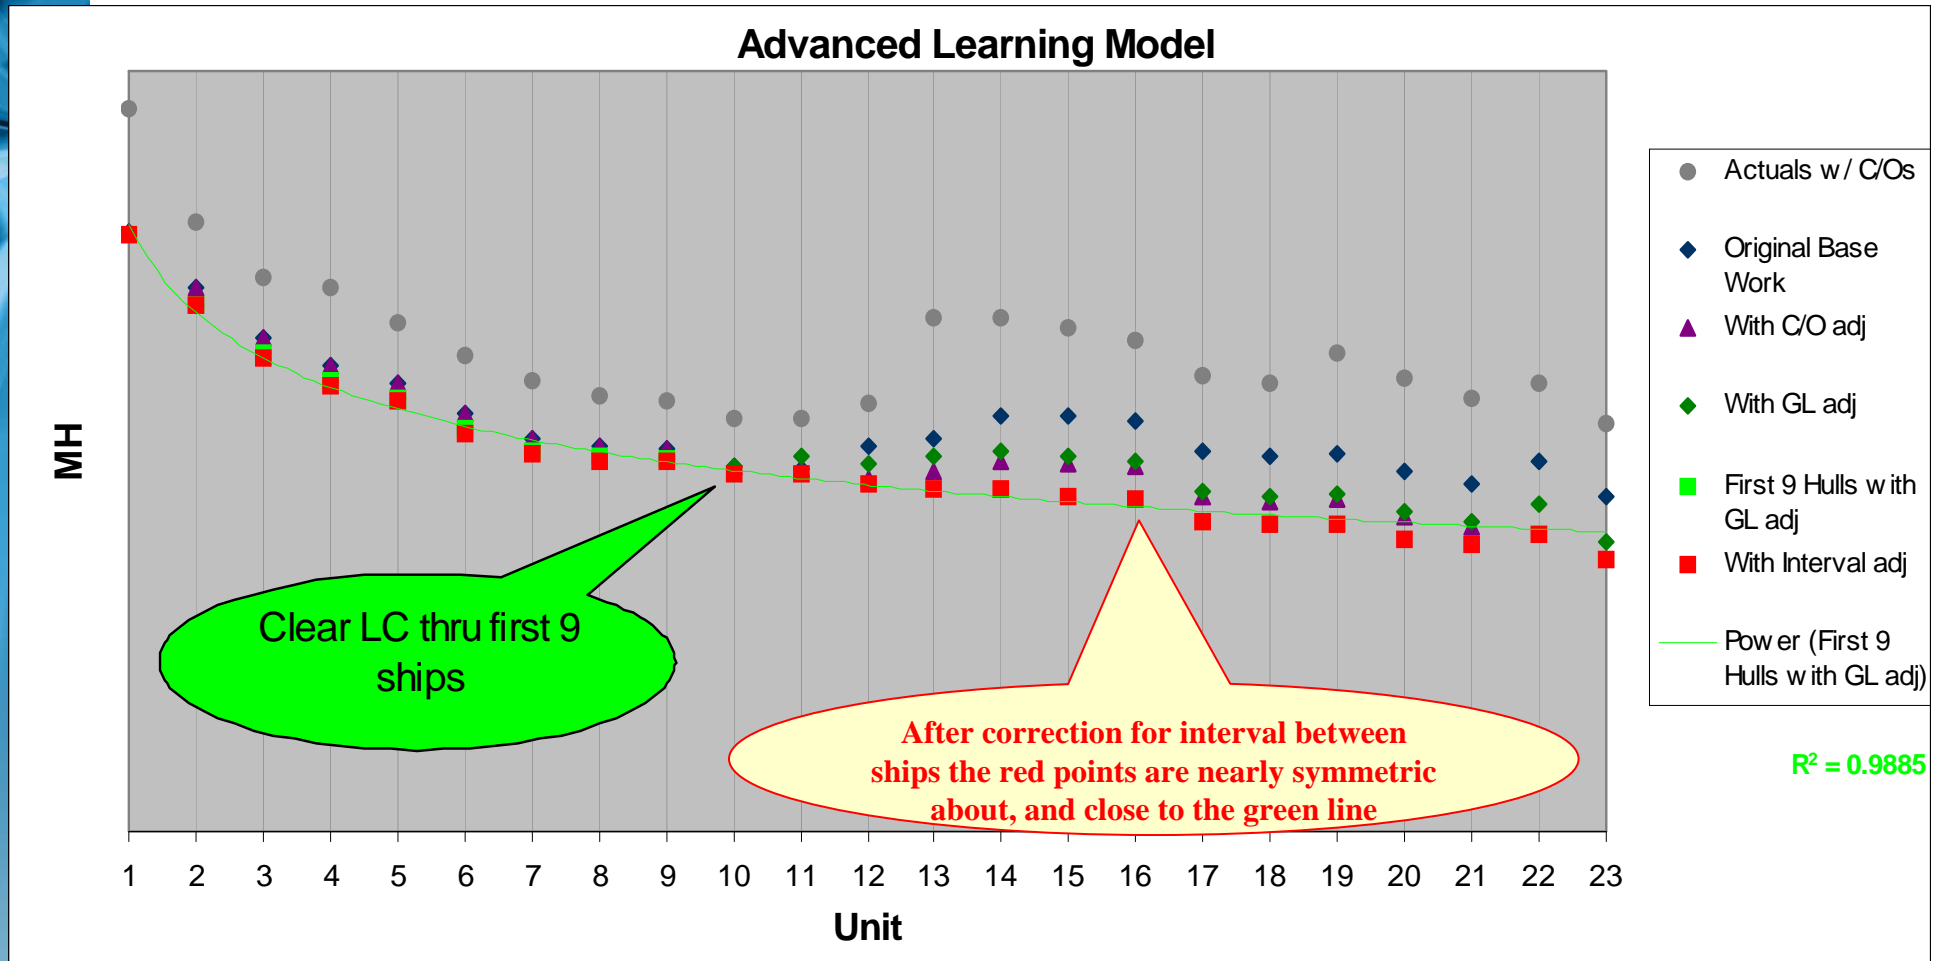 Advanced Learning Model
MH
Actuals w/ C/Os
Original Base
Work
With C/O adj
With GL adj
First 9 Hulls with
GL adj
With Interval adj
Power (First 9
Hulls with GL adj)
Clear LC thru first 9
ships
After correction for interval between
ships the red points are nearly symmetric
about, and close to the green line
R² = 0.9885
1 2 3 4 5 6 7 8 9 10 11 12 13 14 15 16 17 18 19 20 21 22 23
Unit